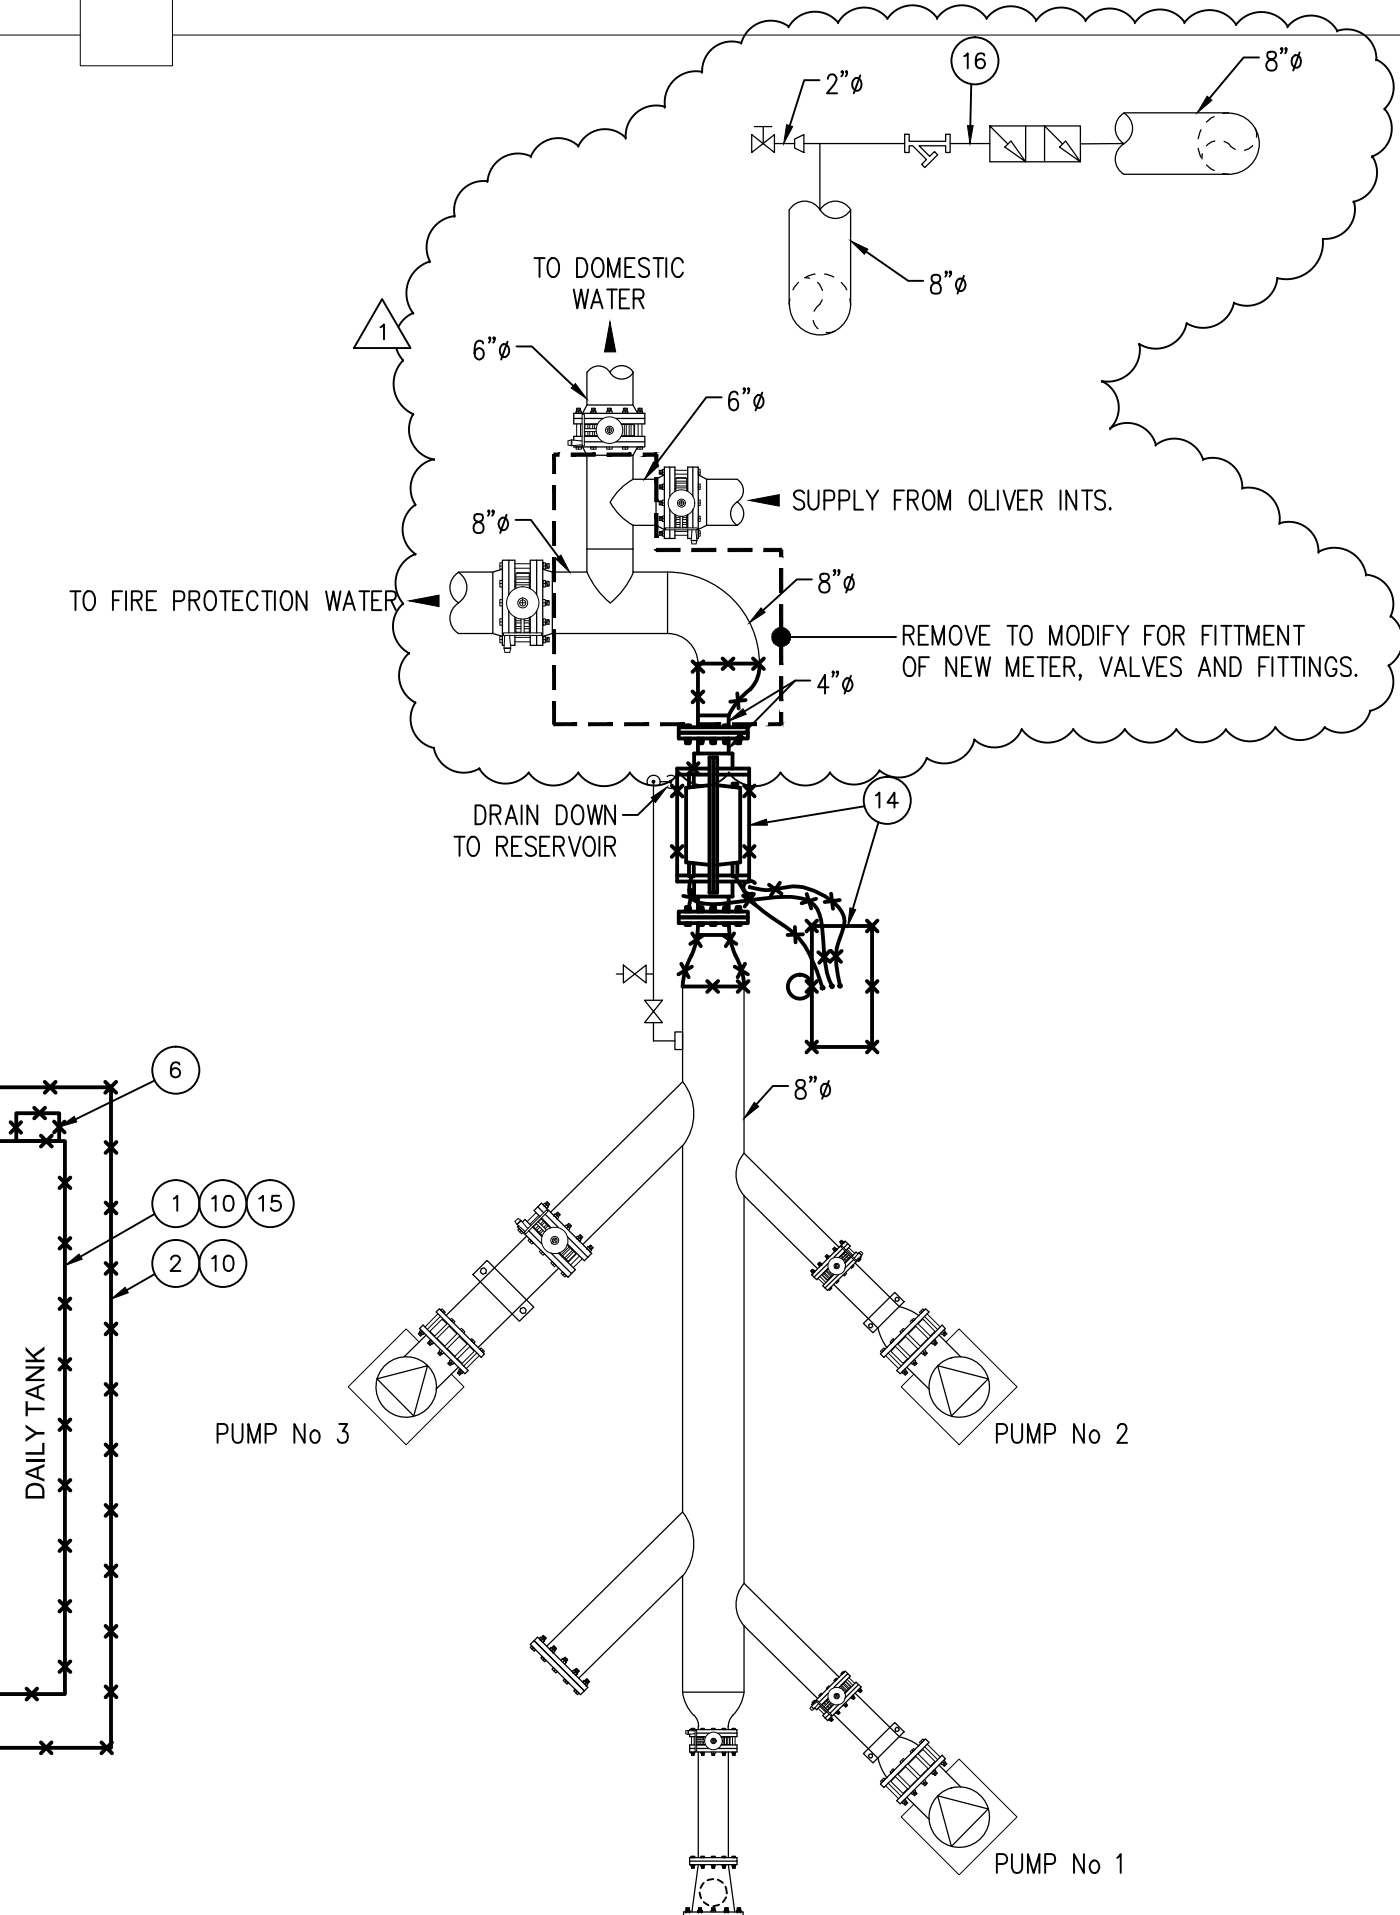 16
8"ø
2"ø
8"ø
TO DOMESTIC
WATER
1
6"ø
6"ø
SUPPLY FROM OLIVER INTS.
8"ø
8"ø
TO FIRE PROTECTION WATER
REMOVE TO MODIFY FOR FITTMENT
OF NEW METER, VALVES AND FITTINGS.
4"ø
14
DRAIN DOWN
TO RESERVOIR
6
8"ø
1 10 15
2 10
DAILY TANK
PUMP No 3
PUMP No 2
PUMP No 1